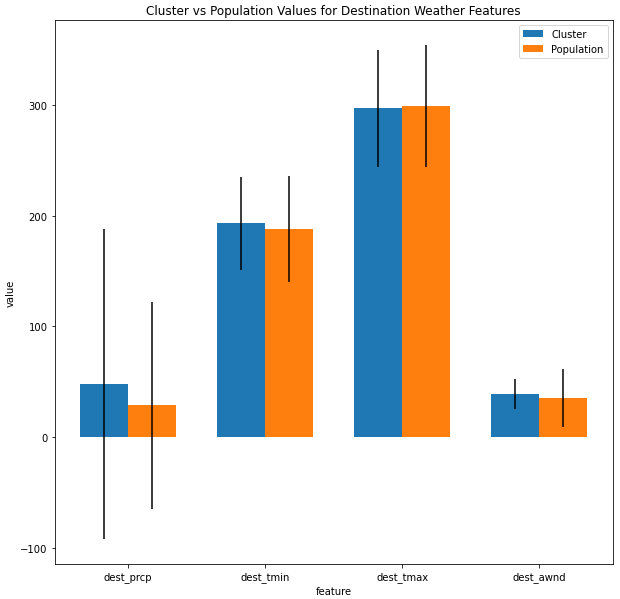 Cluster vs Population Values for Destination Weather Features
Cluster
Population
300
200
100
0
−100
value
dest_prcp
dest_tmin
dest_tmax
dest_awnd
feature